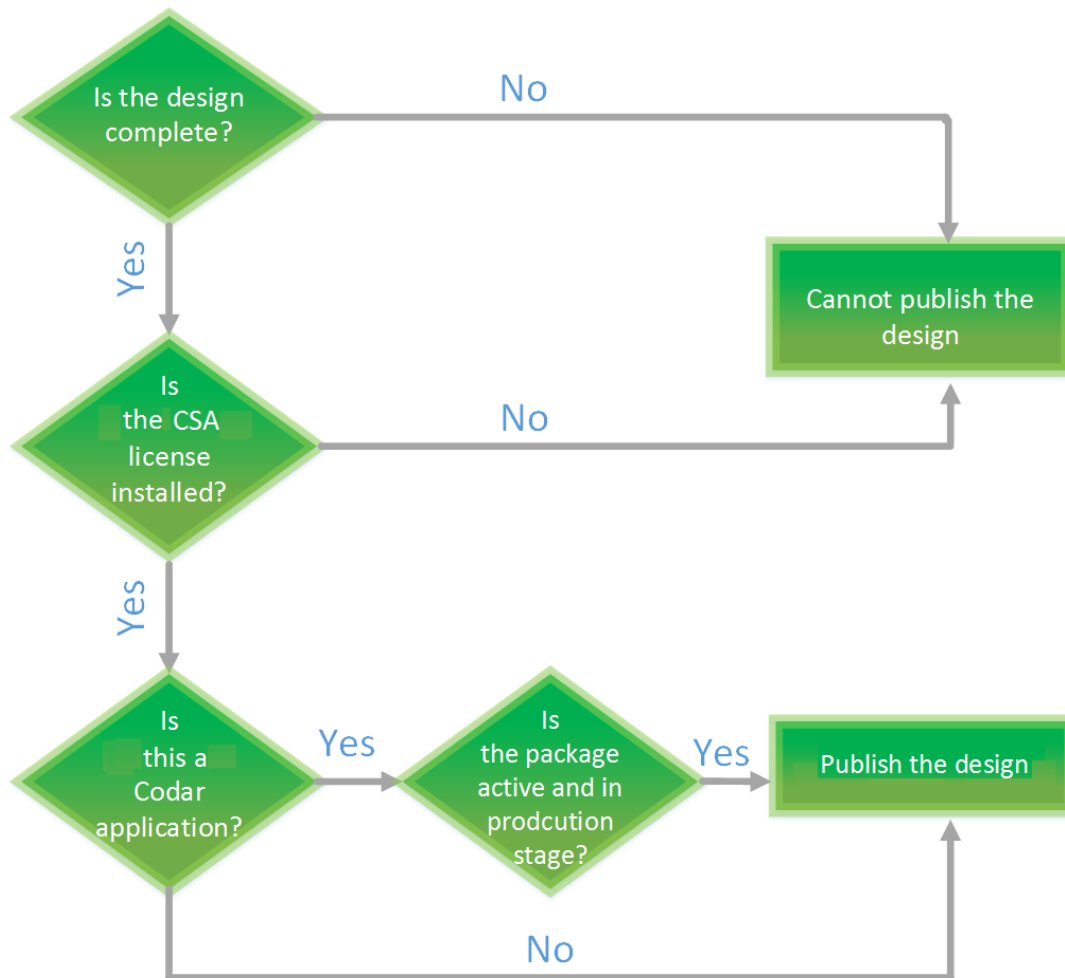 Is the design
complete?
No
Yes
Cannot publish the
design
Is
the CSA
license
installed?
No
Yes
Is
this a
Codar
application?
Yes
Is
the package
active and in
prodcution
stage?
Yes
Publish the design
No